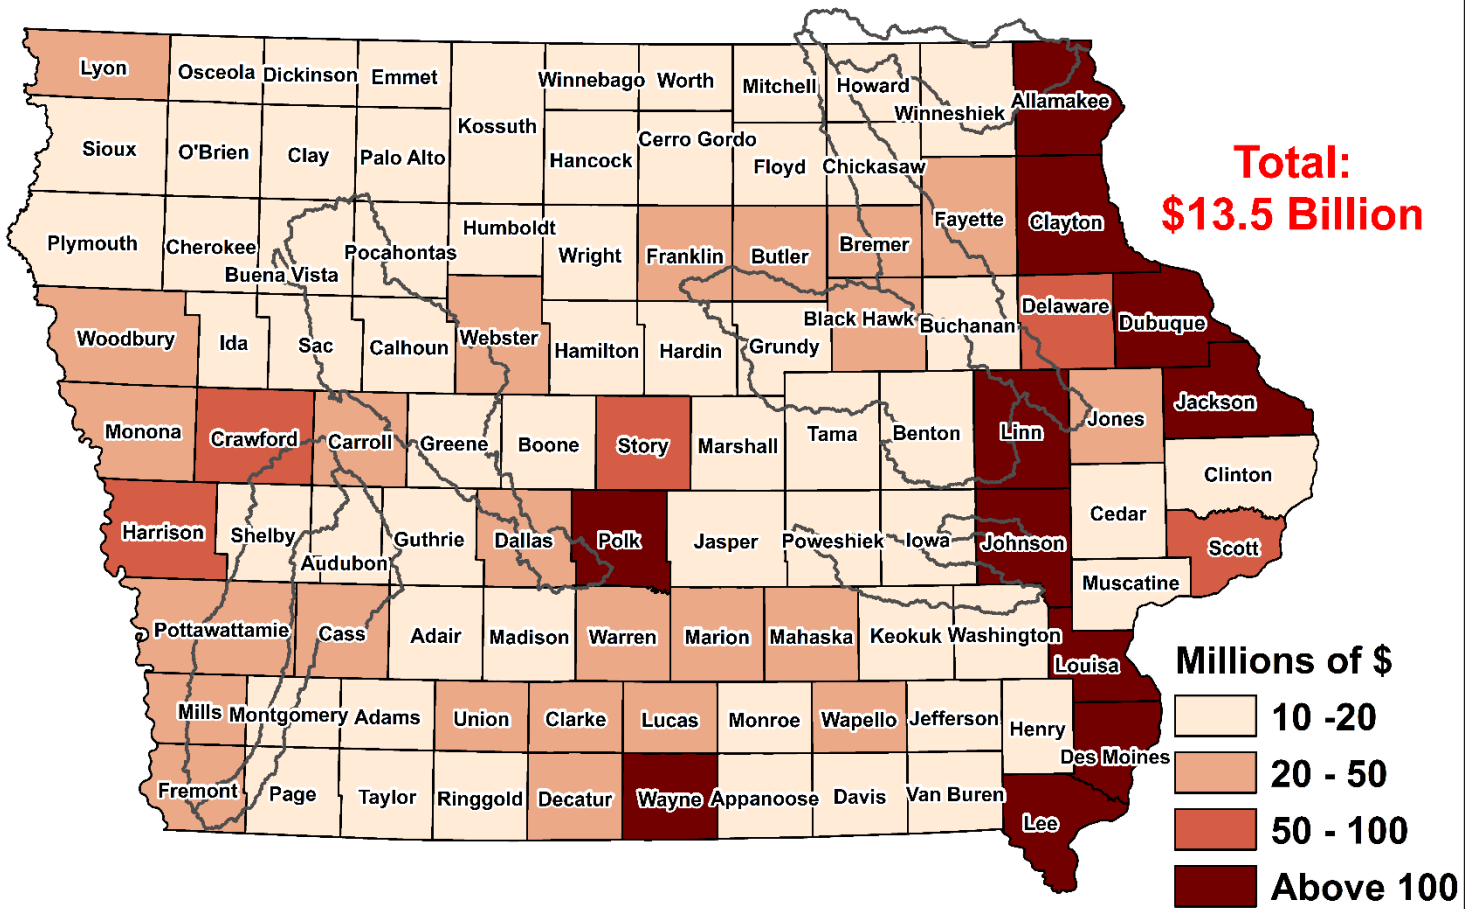 Lyon
Osceola
Dickinson
Emmet
Winnebago
Worth
Mitchell
Howard
Winneshiek
Allamakee
Kossuth
Sioux
O'Brien
Clay
Palo Alto
Hancock
Cerro Gordo
Floyd
Chickasaw
Total:
$13.5 Billion
Plymouth
Cherokee
Buena Vista
Pocahontas
Humboldt
Wright
Franklin
Butler
Bremer
Fayette
Clayton
Woodbury
Ida
Sac
Calhoun
Webster
Hamilton
Hardin
Grundy
Black Hawk
Buchanan
Delaware
Dubuque
Monona
Crawford
Carroll
Greene
Boone
Story
Marshall
Tama
Benton
Linn
Jones
Jackson
Clinton
Harrison
Shelby
Audubon
Guthrie
Dallas
Polk
Jasper
Poweshiek
Iowa
Johnson
Cedar
Scott
Muscatine
Pottawattamie
Cass
Adair
Madison
Warren
Marion
Mahaska
Keokuk
Washington
Louisa
Mills
Montgomery
Adams
Union
Clarke
Lucas
Monroe
Wapello
Jefferson
Henry
Des Moines
Fremont
Page
Taylor
Ringgold
Decatur
Wayne
Appanoose
Davis
Van Buren
Lee
Millions of $
10 -20
20 - 50
50 - 100
Above 100